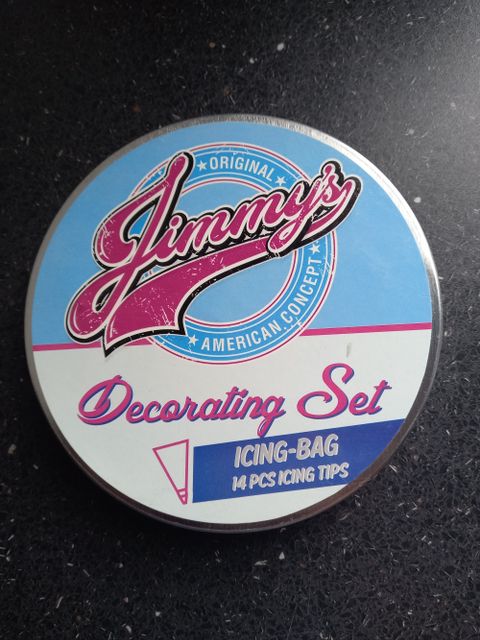 ★ORIGINAL★
Jimmy's
★AMERICAN CONCEPT★
Decorating Set
ICING-BAG
14 PCS ICING TIPS